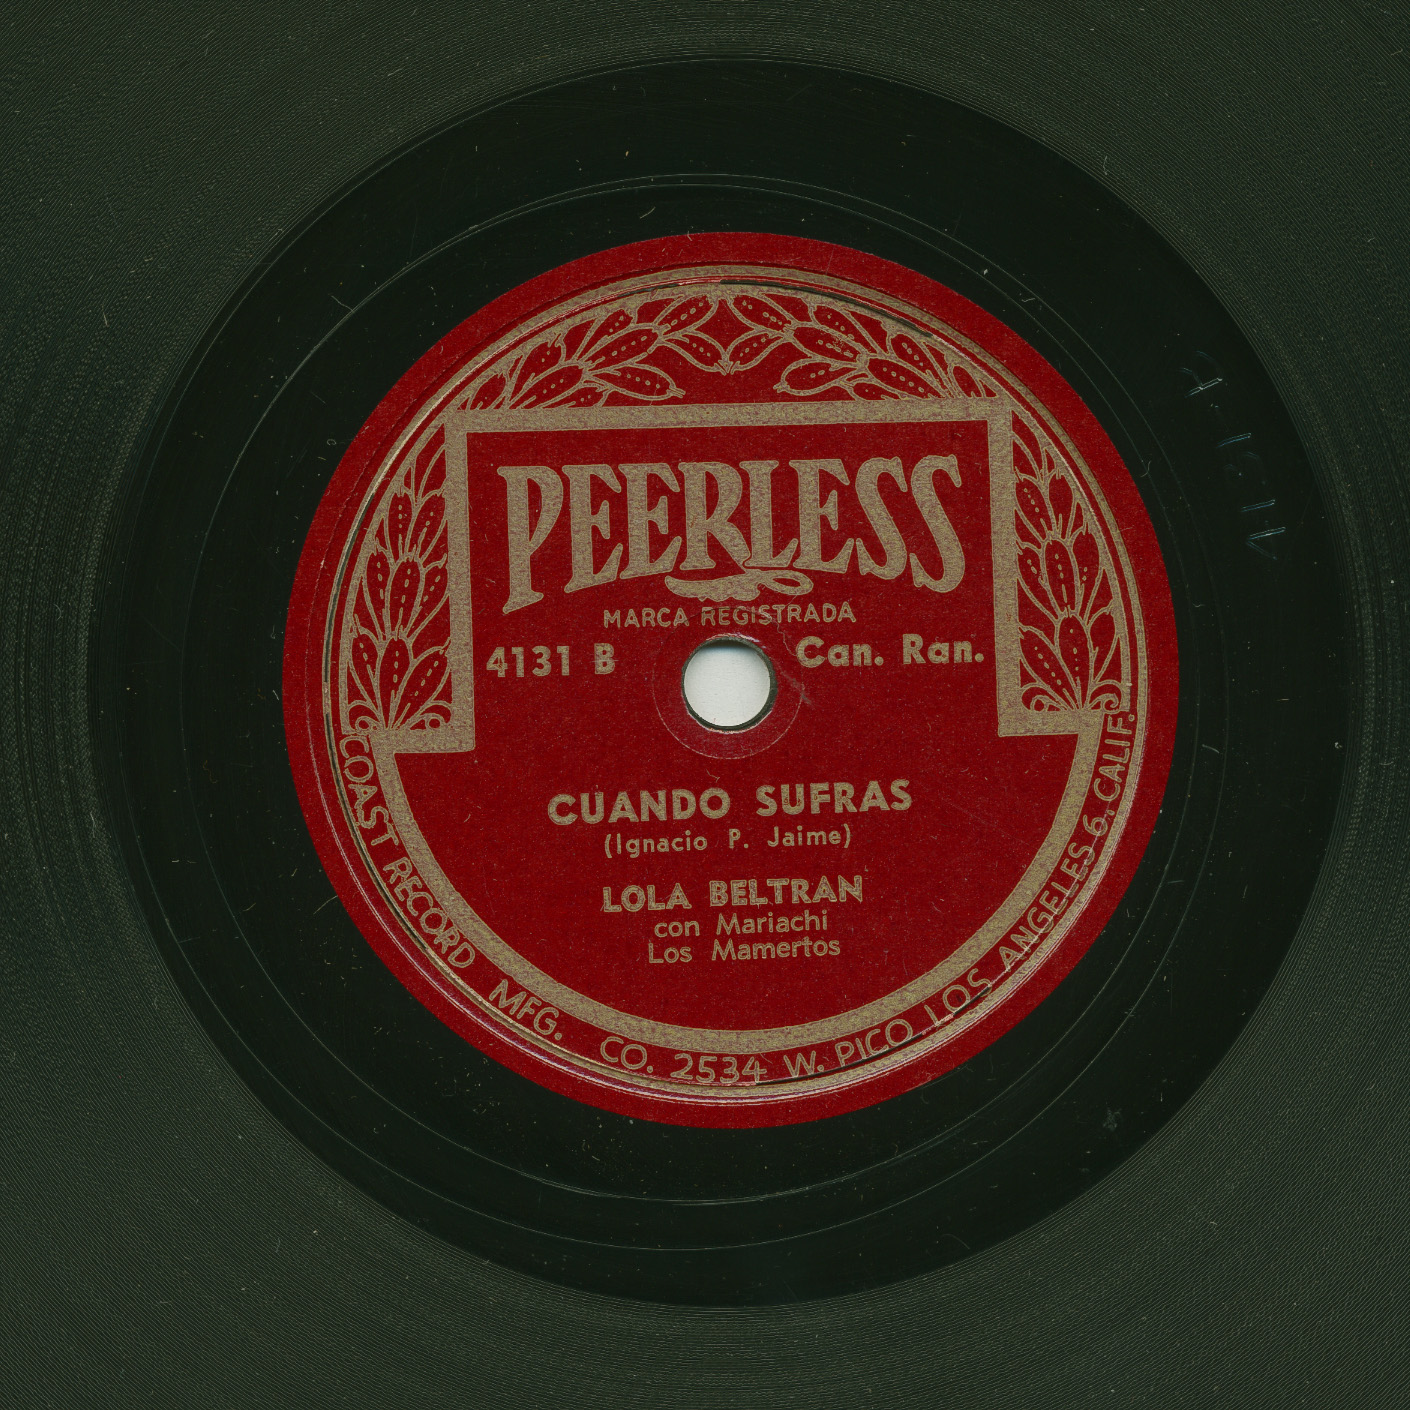 PEERLESS
MARCA REGISTRADA
4131 B Can. Ran.
CUANDO SUFRAS
(Ignacio P. Jaime)
LOLA BELTRAN
con Mariachi
Los Mamertos
COAST RECORD MFG. CO. 2534 W. PICO, LOS ANGELES 6, CALIF.